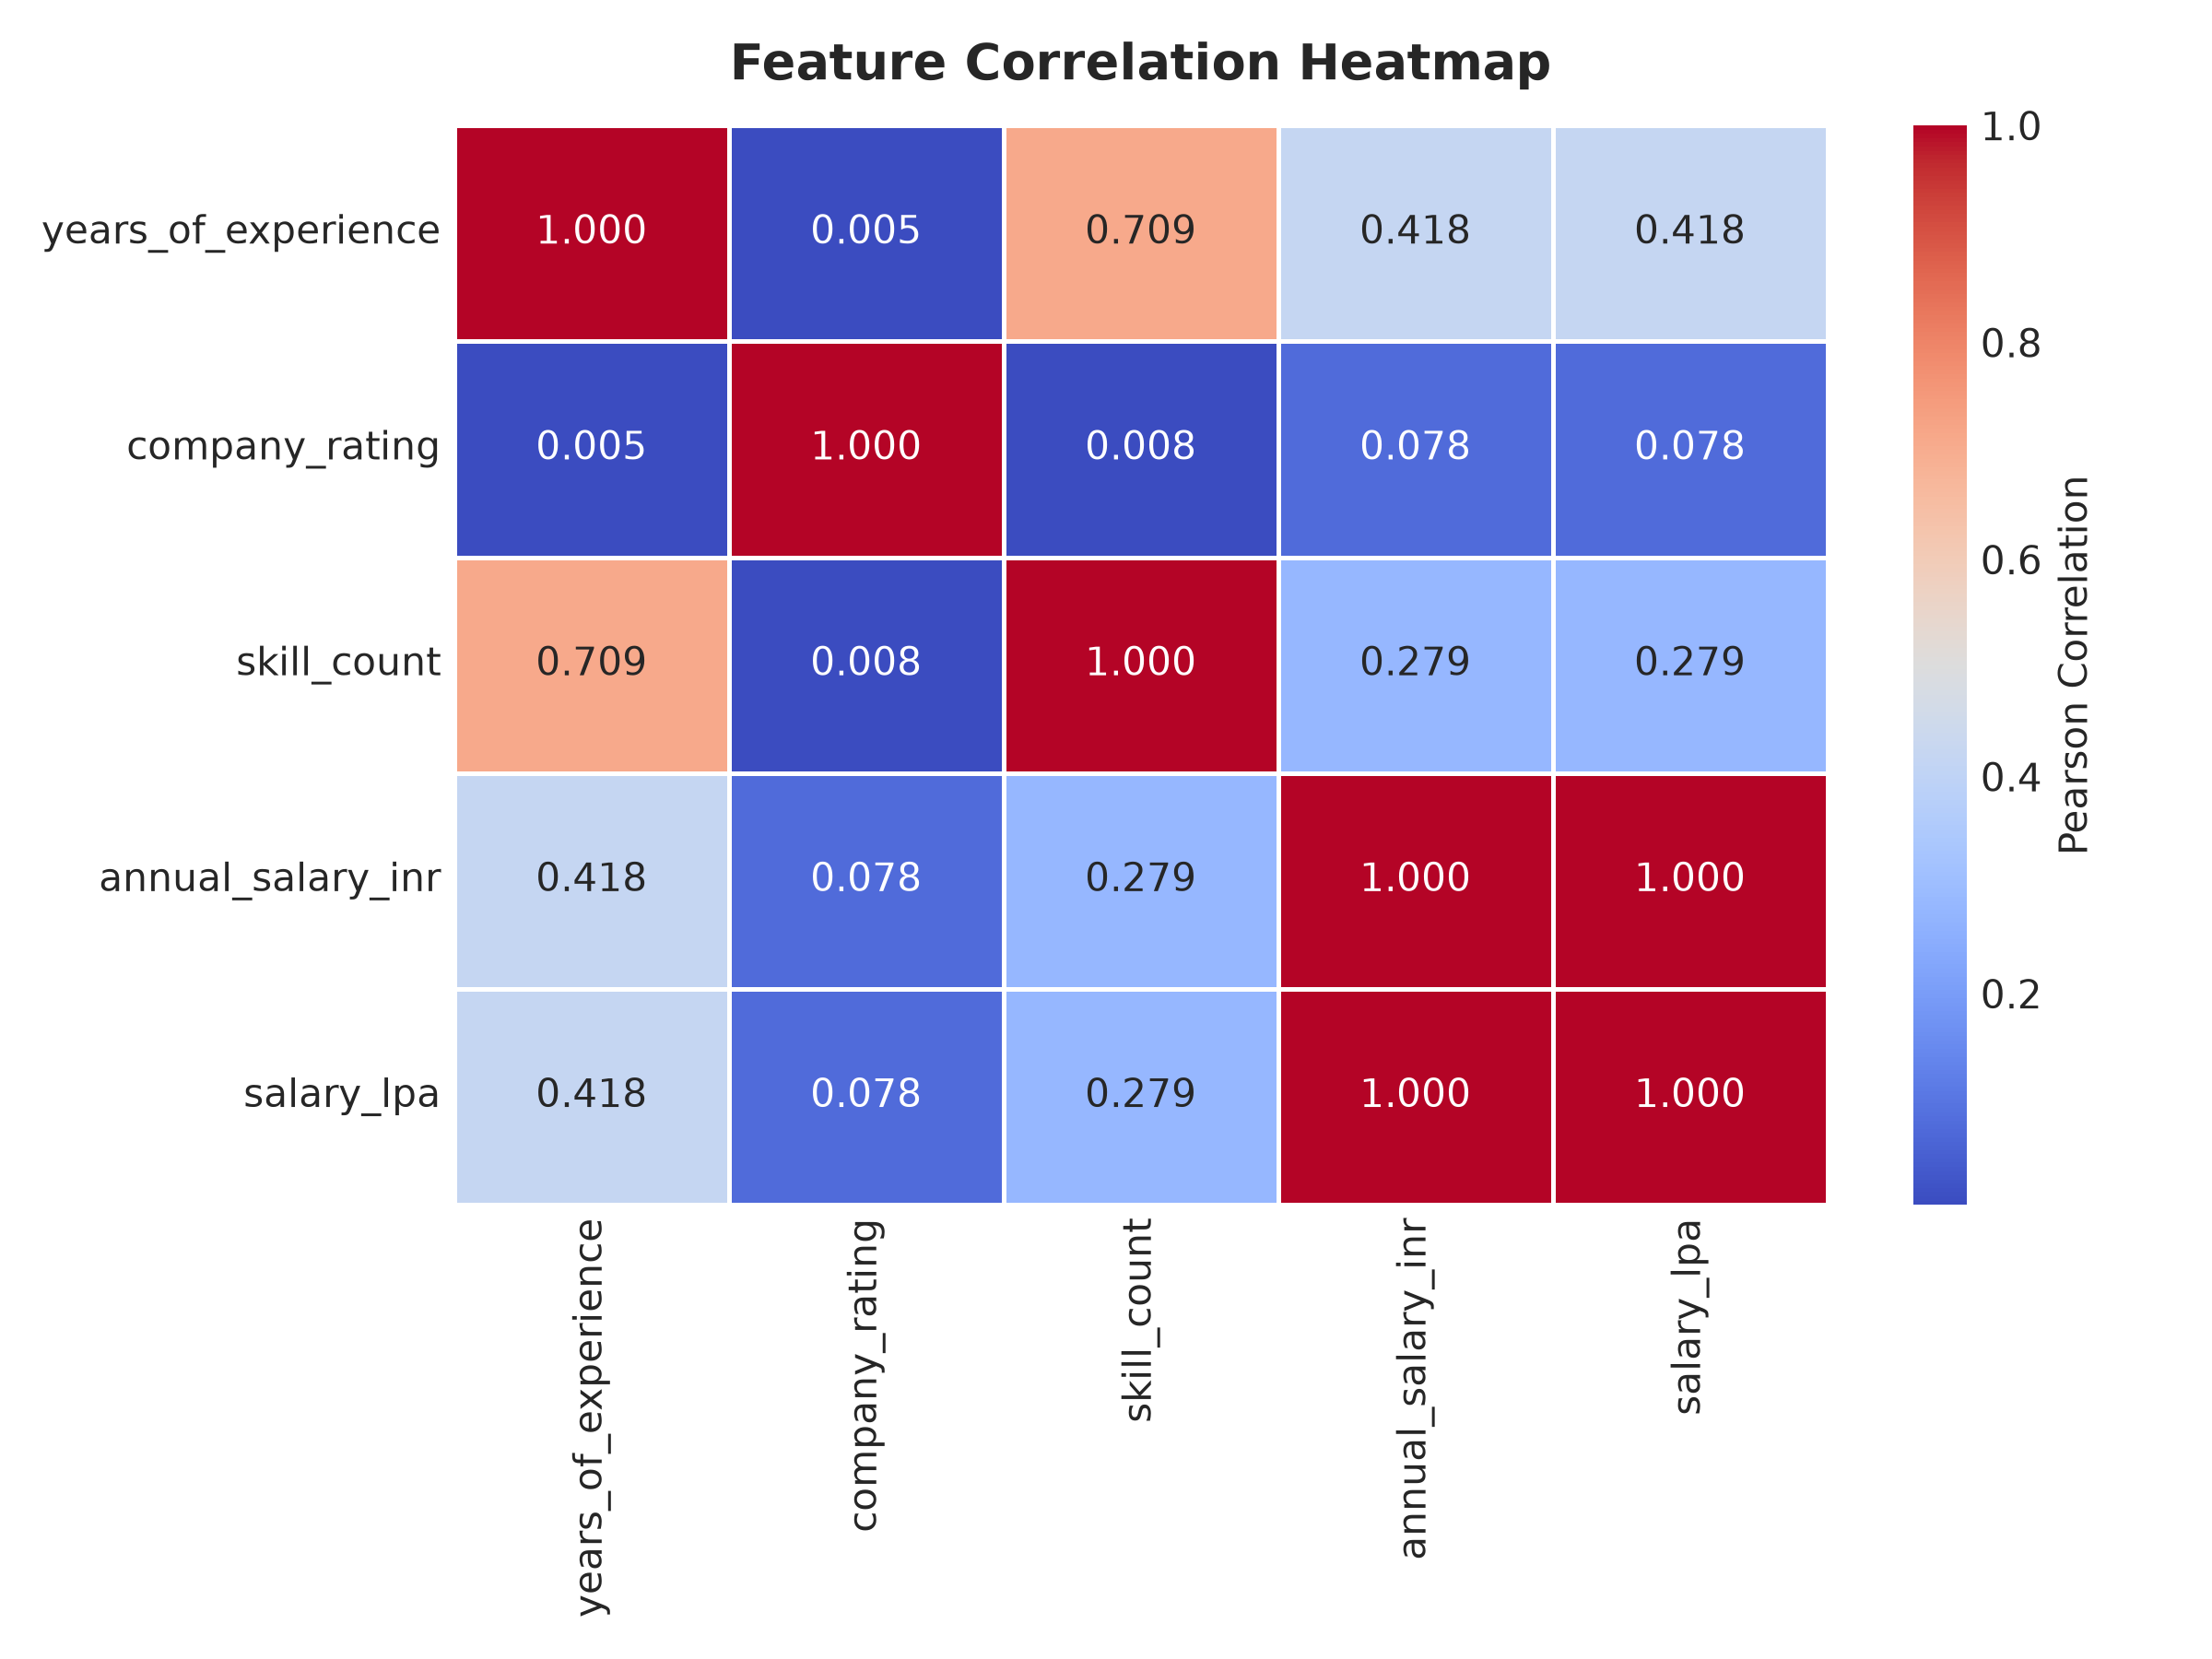 Feature Correlation Heatmap
years_of_experience 1.000 0.005 0.709 0.418 0.418
company_rating 0.005 1.000 0.008 0.078 0.078
skill_count 0.709 0.008 1.000 0.279 0.279
annual_salary_inr 0.418 0.078 0.279 1.000 1.000
salary_lpa 0.418 0.078 0.279 1.000 1.000
years_of_experience
company_rating
skill_count
annual_salary_inr
salary_lpa
1.0
0.8
0.6
0.4
0.2
Pearson Correlation